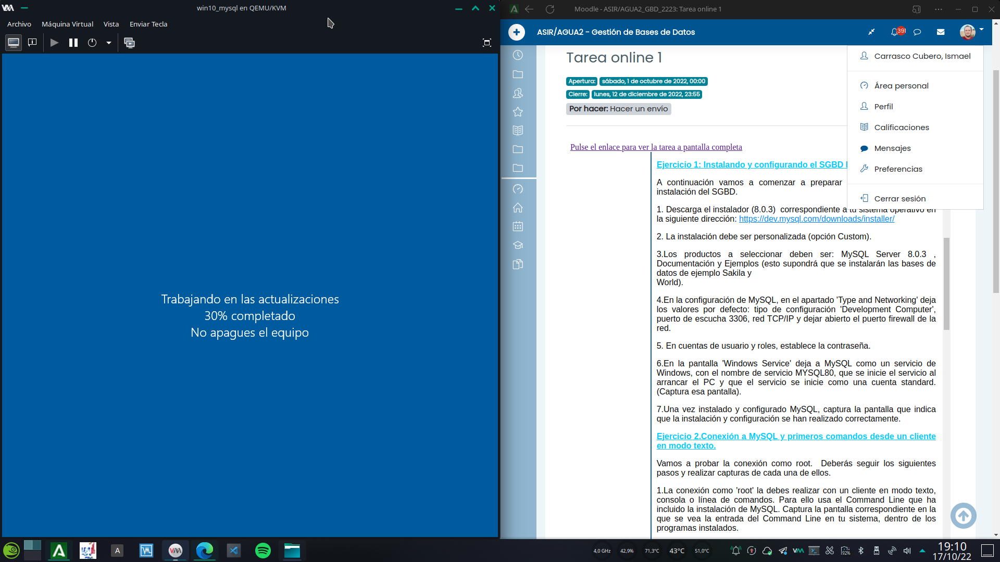 win10_mysql en QEMU/KVM
Archivo
Máquina Virtual
Vista
Enviar Tecla
Trabajando en las actualizaciones
30% completado
No apagues el equipo
Moodle - ASIR/AGUA2_GBD_2223: Tarea online 1
ASIR/AGUA2 - Gestión de Bases de Datos
391
Tarea online 1
Apertura: sábado, 1 de octubre de 2022, 00:00
Cierre: lunes, 12 de diciembre de 2022, 23:55
Por hacer: Hacer un envío
Carrasco Cubero, Ismael
Área personal
Perfil
Calificaciones
Mensajes
Preferencias
Cerrar sesión
Pulse el enlace para ver la tarea a pantalla completa
Ejercicio 1: Instalando y configurando el SGBD
A continuación vamos a comenzar a preparar
instalación del SGBD.
1. Descarga el instalador (8.0.3) correspondiente a tu sistema operativo en
la siguiente dirección: https://dev.mysql.com/downloads/installer/
2. La instalación debe ser personalizada (opción Custom).
3.Los productos a seleccionar deben ser: MySQL Server 8.0.3 ,
Documentación y Ejemplos (esto supondrá que se instalarán las bases de
datos de ejemplo Sakila y
World).
4.En la configuración de MySQL, en el apartado 'Type and Networking' deja
los valores por defecto: tipo de configuración 'Development Computer',
puerto de escucha 3306, red TCP/IP y dejar abierto el puerto firewall de la
red.
5. En cuentas de usuario y roles, establece la contraseña.
6.En la pantalla 'Windows Service' deja a MySQL como un servicio de
Windows, con el nombre de servicio MYSQL80, que se inicie el servicio al
arrancar el PC y que el servicio se inicie como una cuenta standard.
(Captura esa pantalla).
7.Una vez instalado y configurado MySQL, captura la pantalla que indica
que la instalación y configuración se han realizado correctamente.
Ejercicio 2.Conexión a MySQL y primeros comandos desde un cliente
en modo texto.
Vamos a probar la conexión como root. Deberás seguir los siguientes
pasos y realizar capturas de cada una de ellos.
1.La conexión como 'root' la debes realizar con un cliente en modo texto,
consola o línea de comandos. Para ello usa el Command Line que ha
incluido la instalación de MySQL. Captura la pantalla correspondiente en la
que se vea la entrada del Command Line en tu sistema, dentro de los
programas instalados.
A
4,0 GHz
42,9%
71,3°C
43°C
51,0°C
92%
19:10
17/10/22